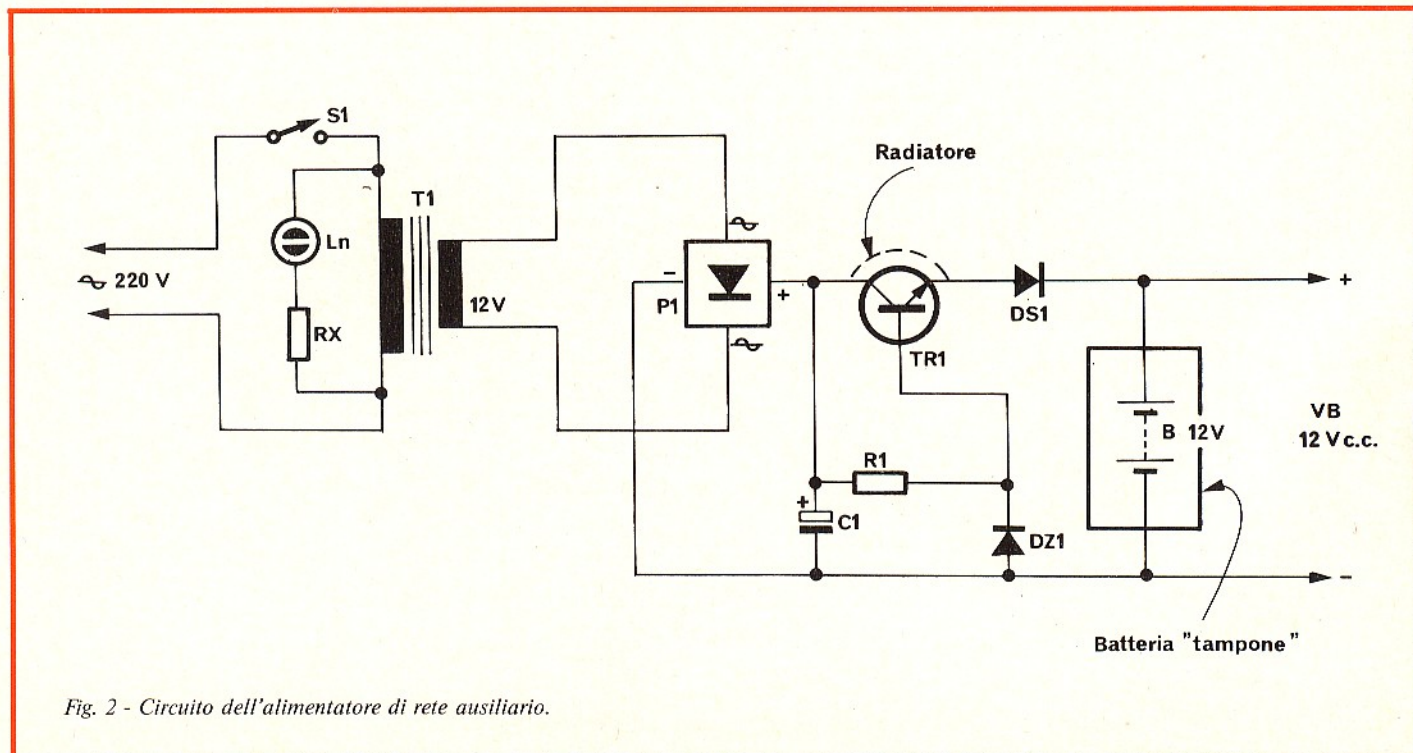 S1
Radiatore
T1
Ln
220 V
12V
-
P1
+
DS1
RX
TR1
+
VB
B 12V
12 V c.c.
R1
+
C1
DZ1
-
Batteria "tampone"
Fig. 2 - Circuito dell'alimentatore di rete ausiliario.